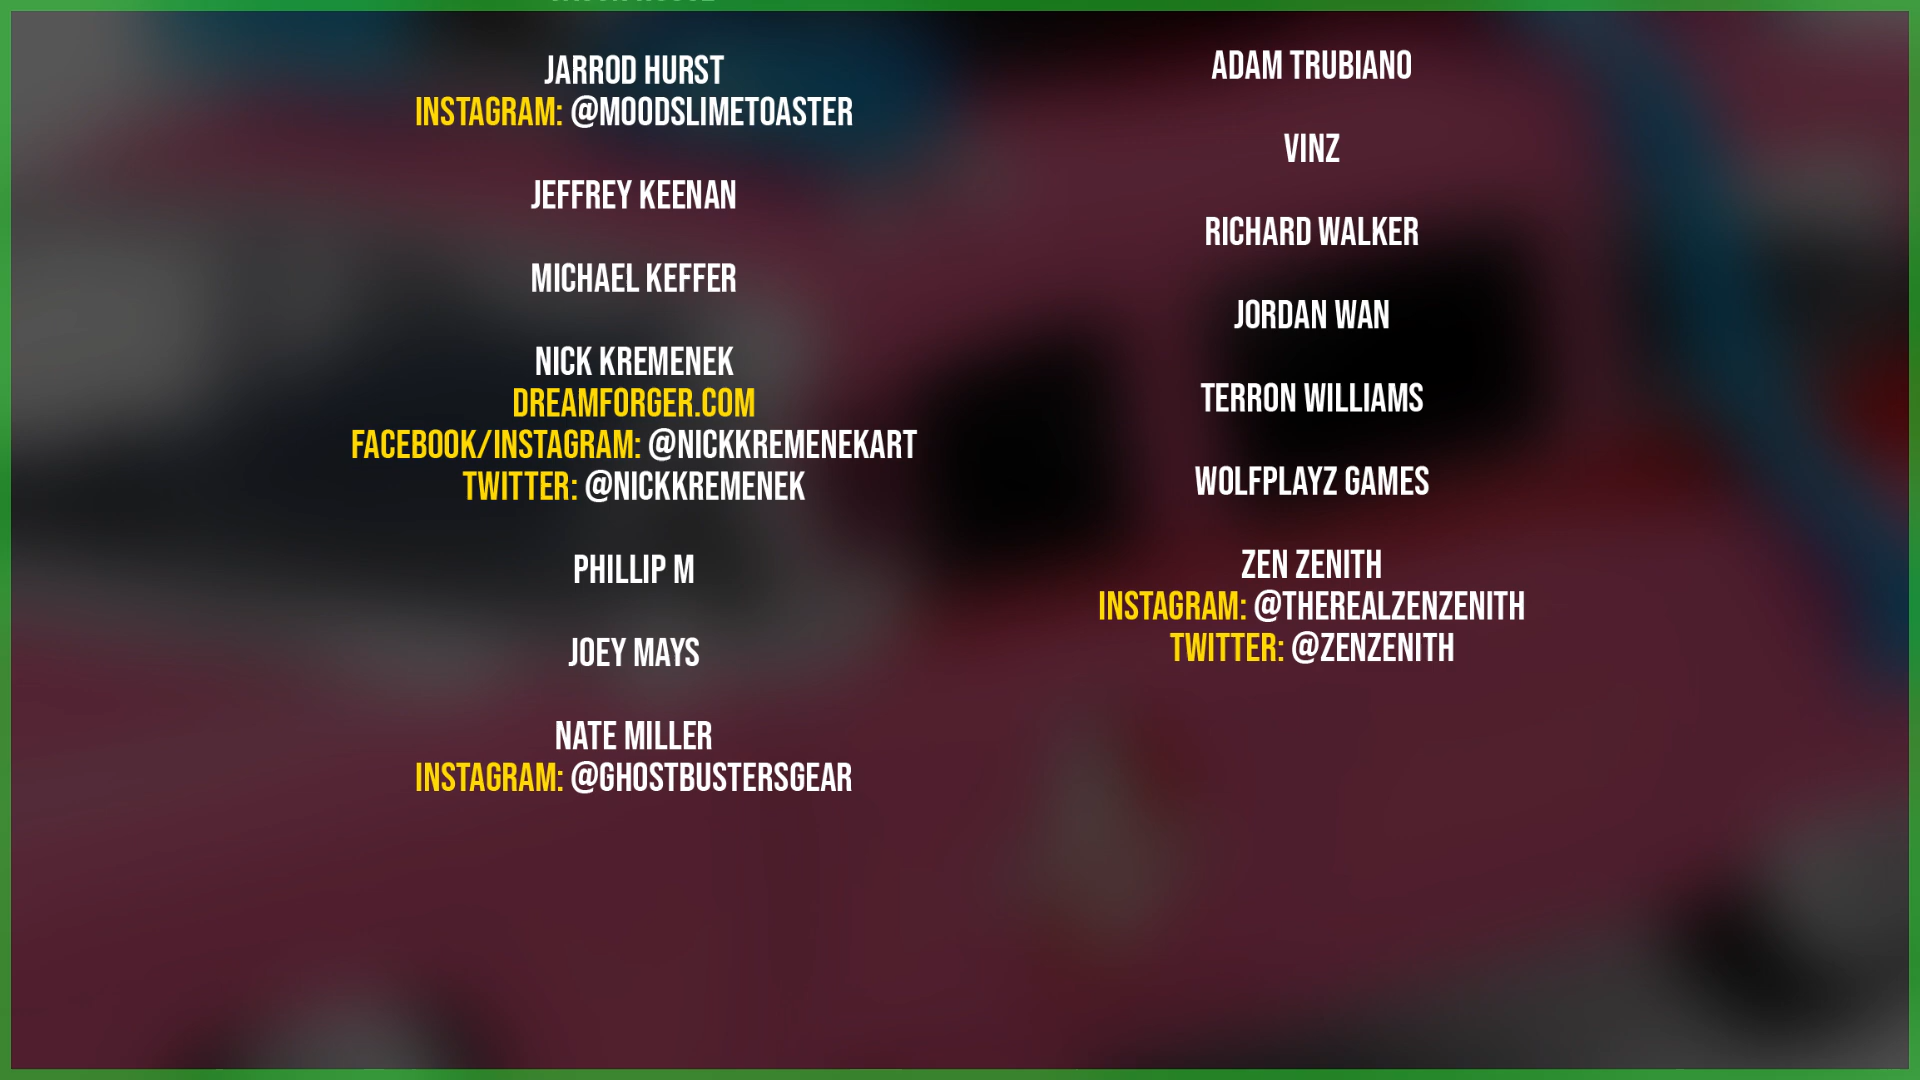 JARROD HURST
INSTAGRAM: @MOODSLIMETOASTER
JEFFREY KEENAN
MICHAEL KEFFER
NICK KREMENEK
DREAMFORGER.COM
FACEBOOK/INSTAGRAM: @NICKKREMENEKART
TWITTER: @NICKKREMENEK
PHILLIP M
JOEY MAYS
NATE MILLER
INSTAGRAM: @GHOSTBUSTERSGEAR
ADAM TRUBIANO
VINZ
RICHARD WALKER
JORDAN WAN
TERRON WILLIAMS
WOLFPLAYZ GAMES
ZEN ZENITH
INSTAGRAM: @THEREALZENZENITH
TWITTER: @ZENZENITH